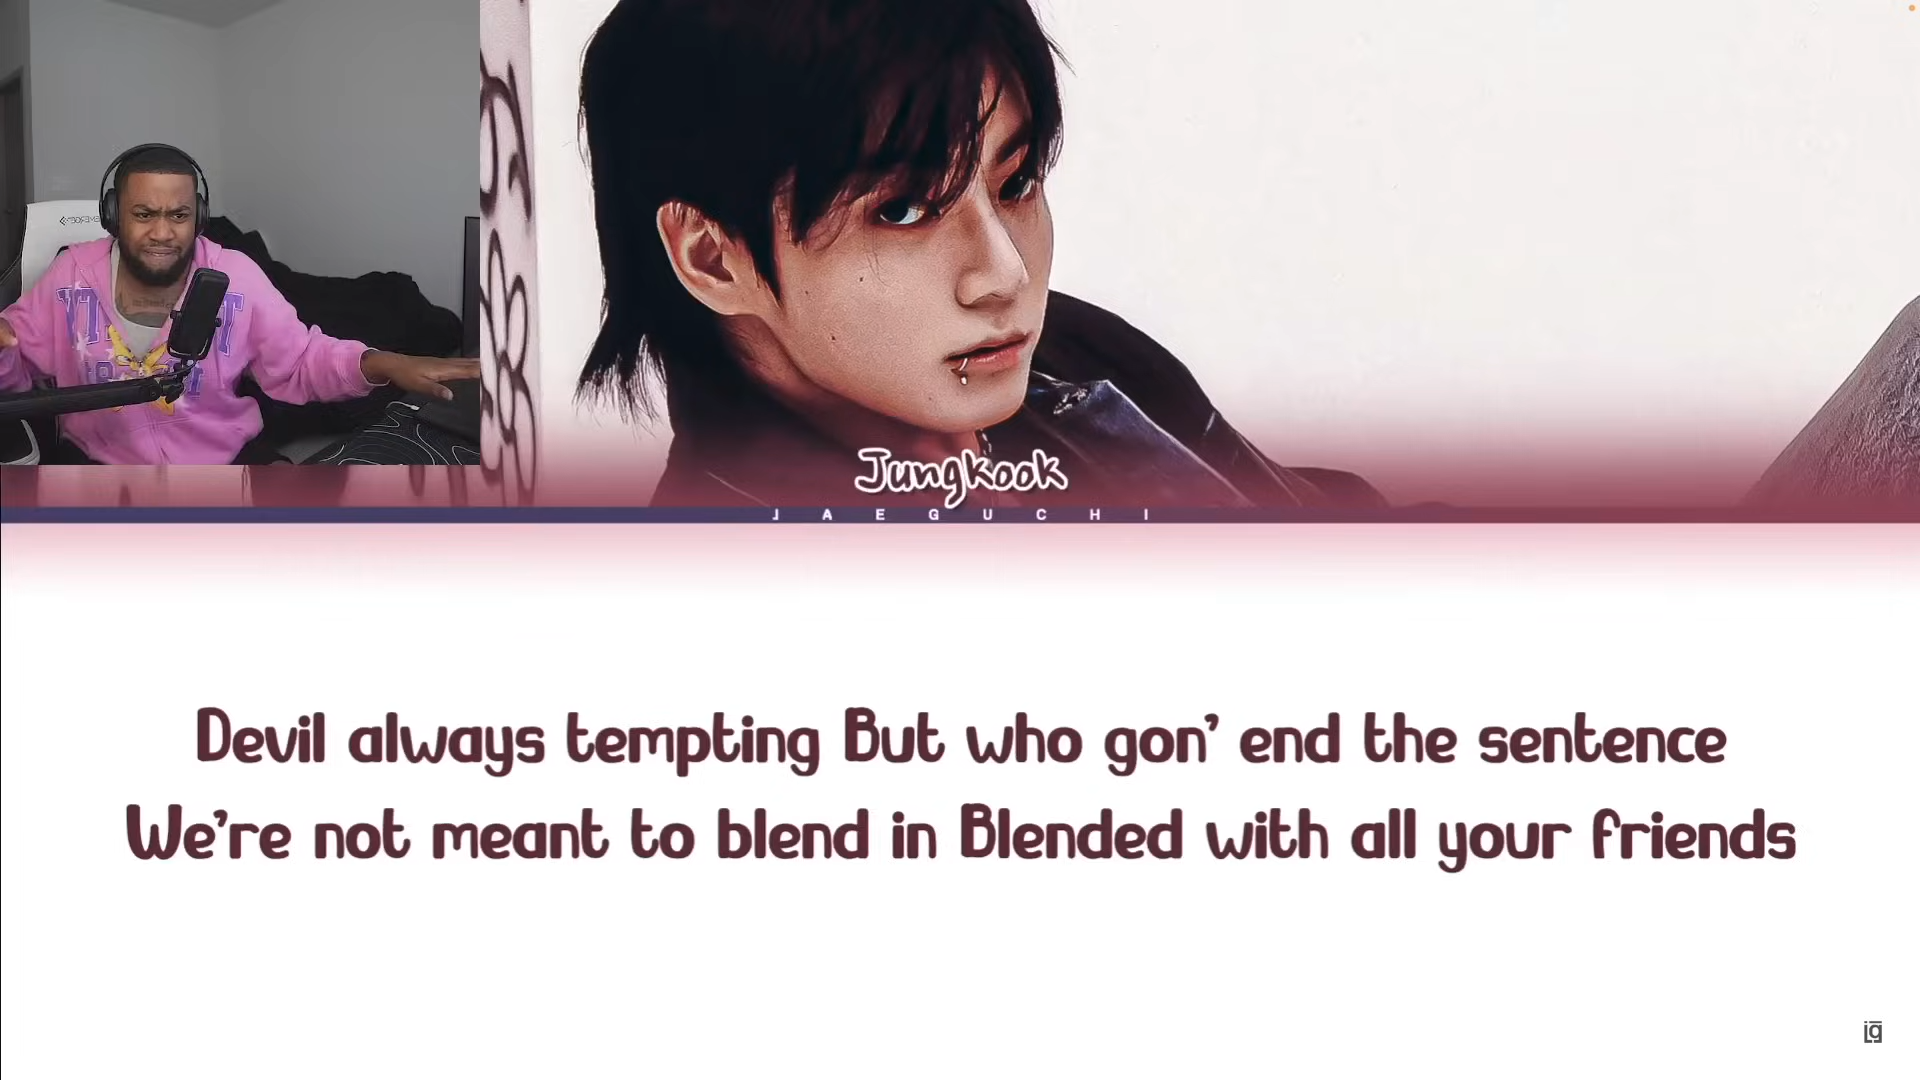 Jungkook
JAEGUCHI
Devil always tempting But who gon' end the sentence
We're not meant to blend in Blended with all your friends
jg